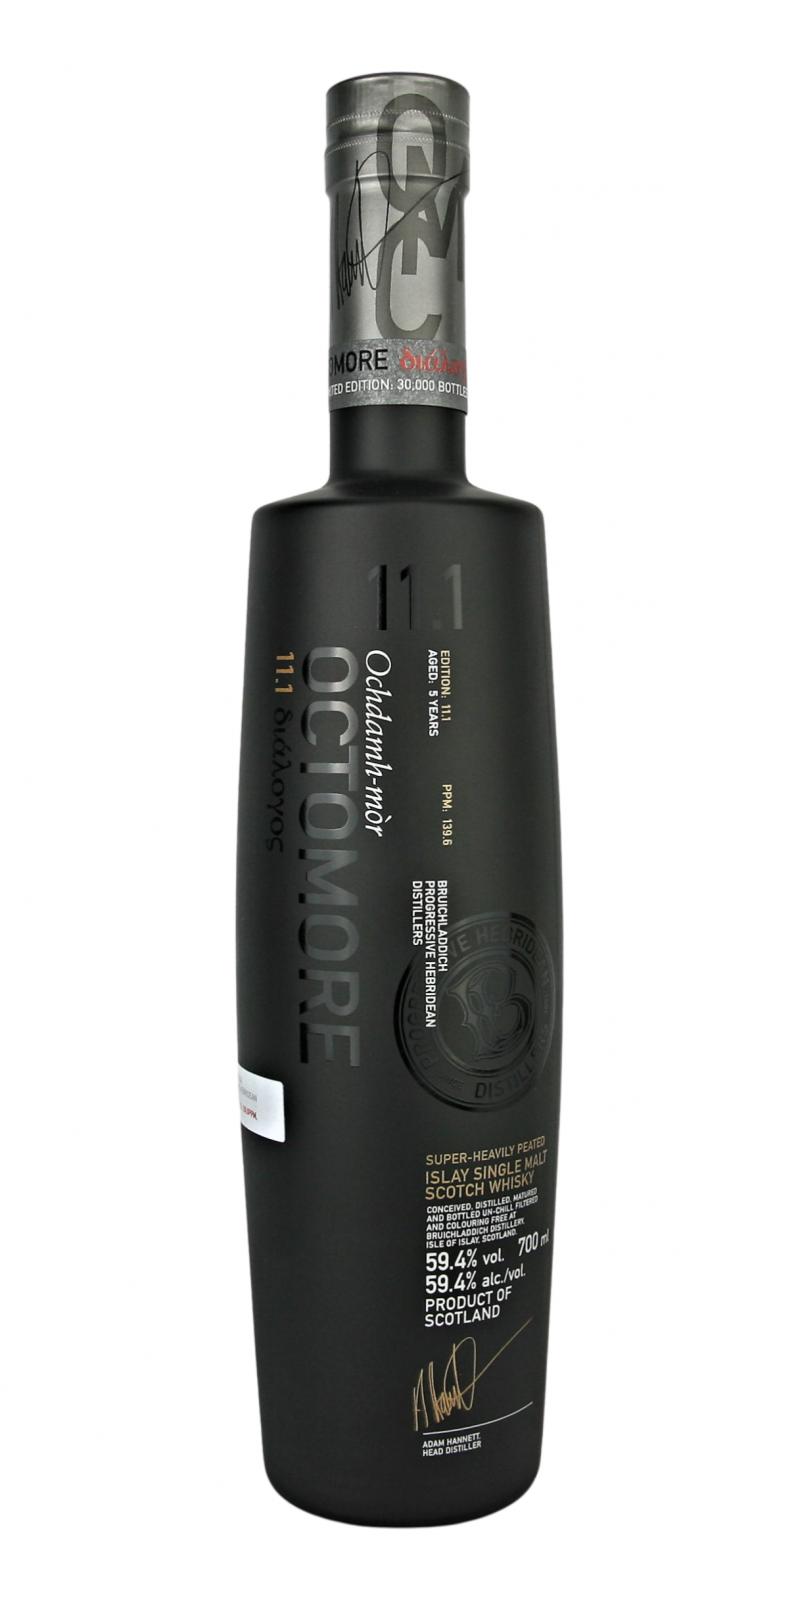 OMC
OMORE διάλογ
ITED EDITION: 30,000 BOTTLES
11.1
EDITION: 11.1
AGED: 5 YEARS
PPM: 139.6
Ochdamh-mòr
OCTOMORE
11.1 διάλογος
BRUICHLADDICH
PROGRESSIVE HEBRIDEAN
DISTILLERS
SUPER-HEAVILY PEATED
ISLAY SINGLE MALT
SCOTCH WHISKY
CONCEIVED, DISTILLED, MATURED
AND BOTTLED UN-CHILL FILTERED
AND COLOURING FREE AT
BRUICHLADDICH DISTILLERY,
ISLE OF ISLAY, SCOTLAND.
59.4% vol. 700 ml
59.4% alc./vol.
PRODUCT OF
SCOTLAND
ADAM HANNETT,
HEAD DISTILLER